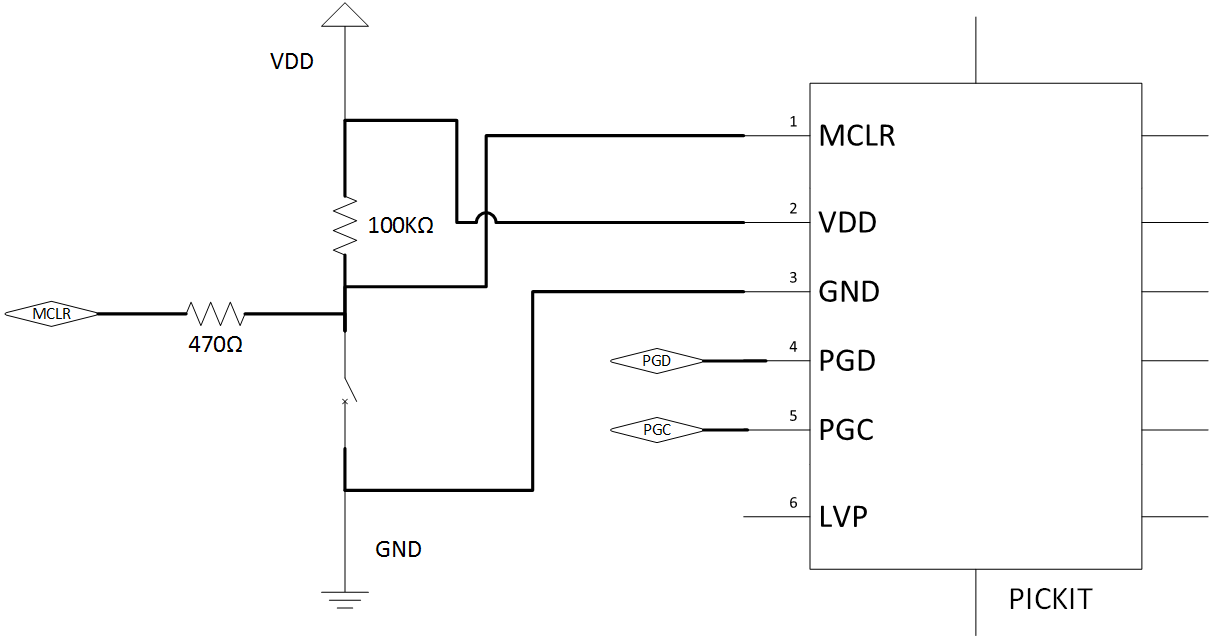 VDD
1
MCLR
2
VDD
100KΩ
3
GND
MCLR
470Ω
4
PGD
PGD
5
PGC
PGC
6
LVP
GND
PICKIT